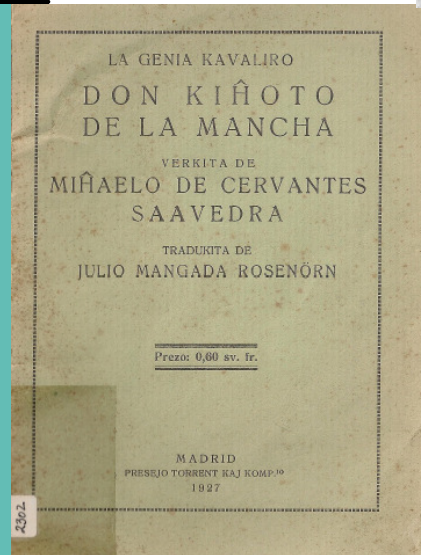 LA GENIA KAVALIRO
DON KIĤOTO
DE LA MANCHA
VERKITA DE
MIĤAELO DE CERVANTES
SAAVEDRA
TRADUKITA DE
JULIO MANGADA ROSENÖRN
Prezo: 0,60 sv. fr.
MADRID
PRESEJO TORRENT KAJ KOMP.ᴵᴼ
1927
2302